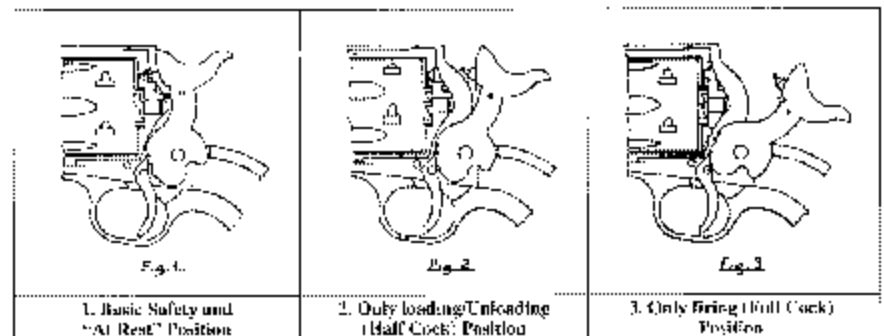 Fig. 1.
Fig. 2
Fig. 3
1. Basic Safety and
"At Rest" Position
2. Only loading/Unloading
(Half Cock) Position
3. Only firing (Full Cock)
Position